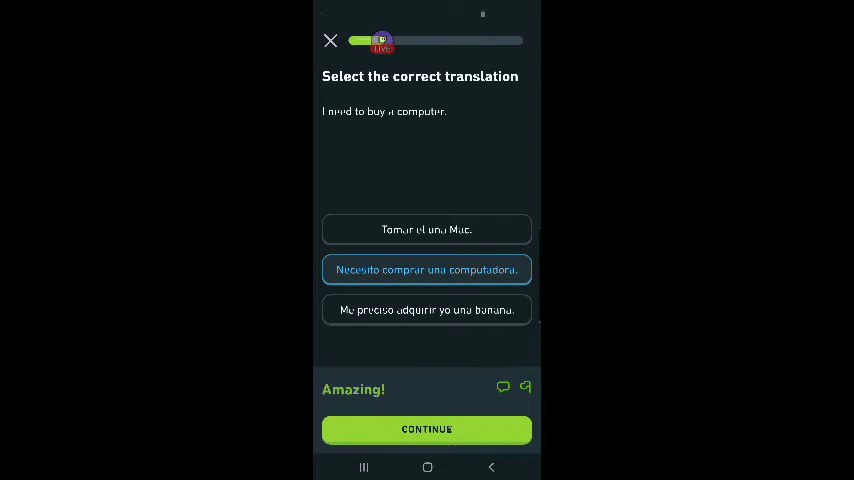 LIVE
Select the correct translation
I need to buy a computer.
Tomar el una Mac.
Necesito comprar una computadora.
Me preciso adquirir yo una banana.
Amazing!
CONTINUE